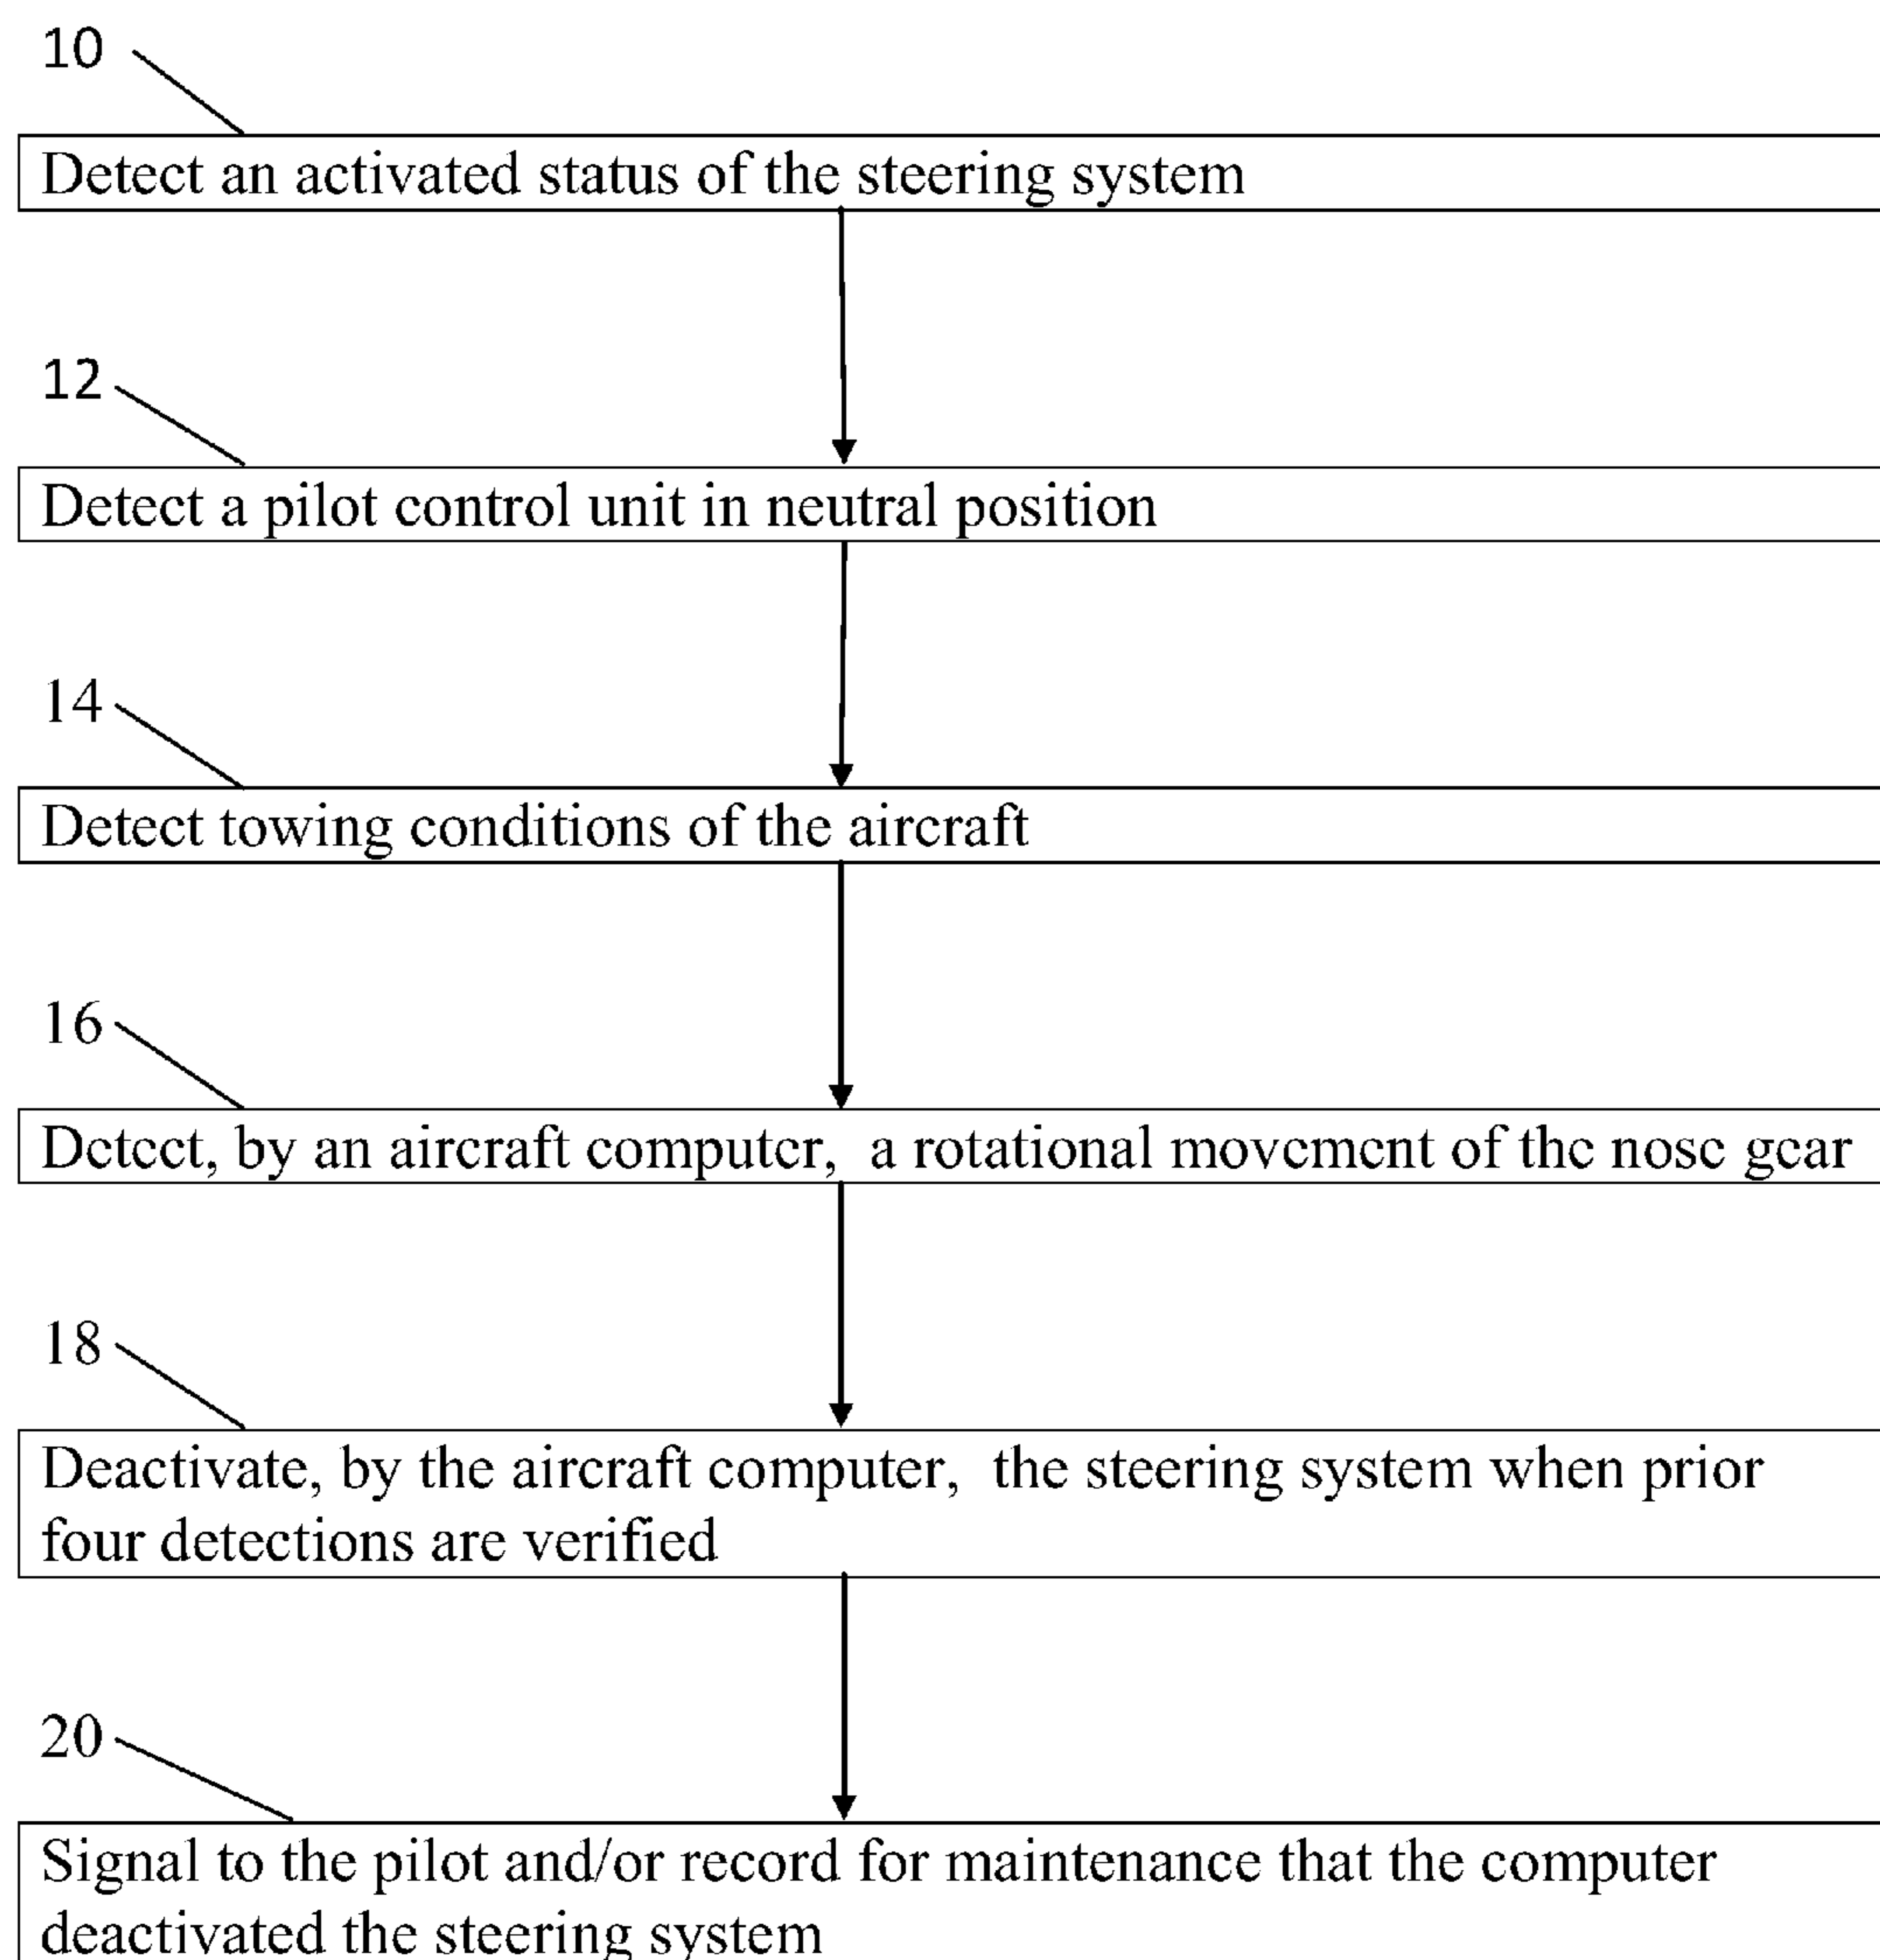 10
Detect an activated status of the steering system
12
Detect a pilot control unit in neutral position
14
Detect towing conditions of the aircraft
16
Detect, by an aircraft computer, a rotational movement of the nose gear
18
Deactivate, by the aircraft computer, the steering system when prior
four detections are verified
20
Signal to the pilot and/or record for maintenance that the computer
deactivated the steering system